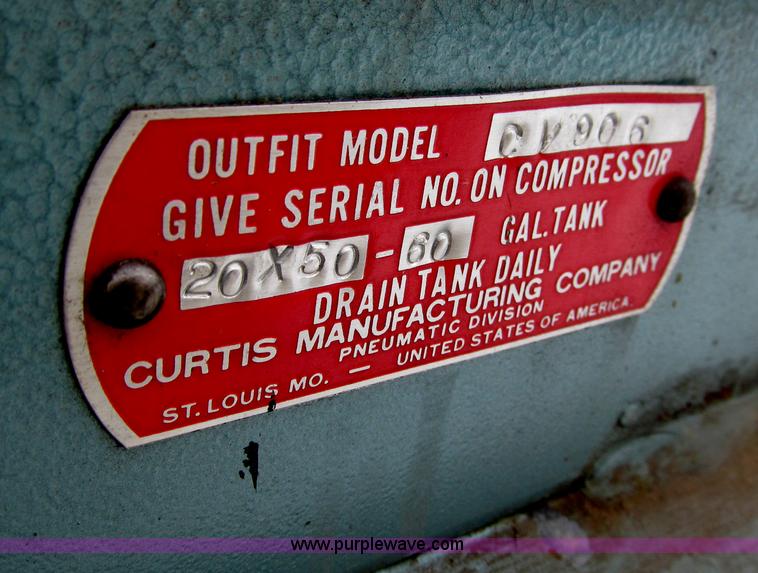 OUTFIT MODEL CV906
GIVE SERIAL NO. ON COMPRESSOR
20X50 - 60 GAL. TANK
DRAIN TANK DAILY
CURTIS MANUFACTURING COMPANY
PNEUMATIC DIVISION
ST. LOUIS MO. — UNITED STATES OF AMERICA.
www.purplewave.com